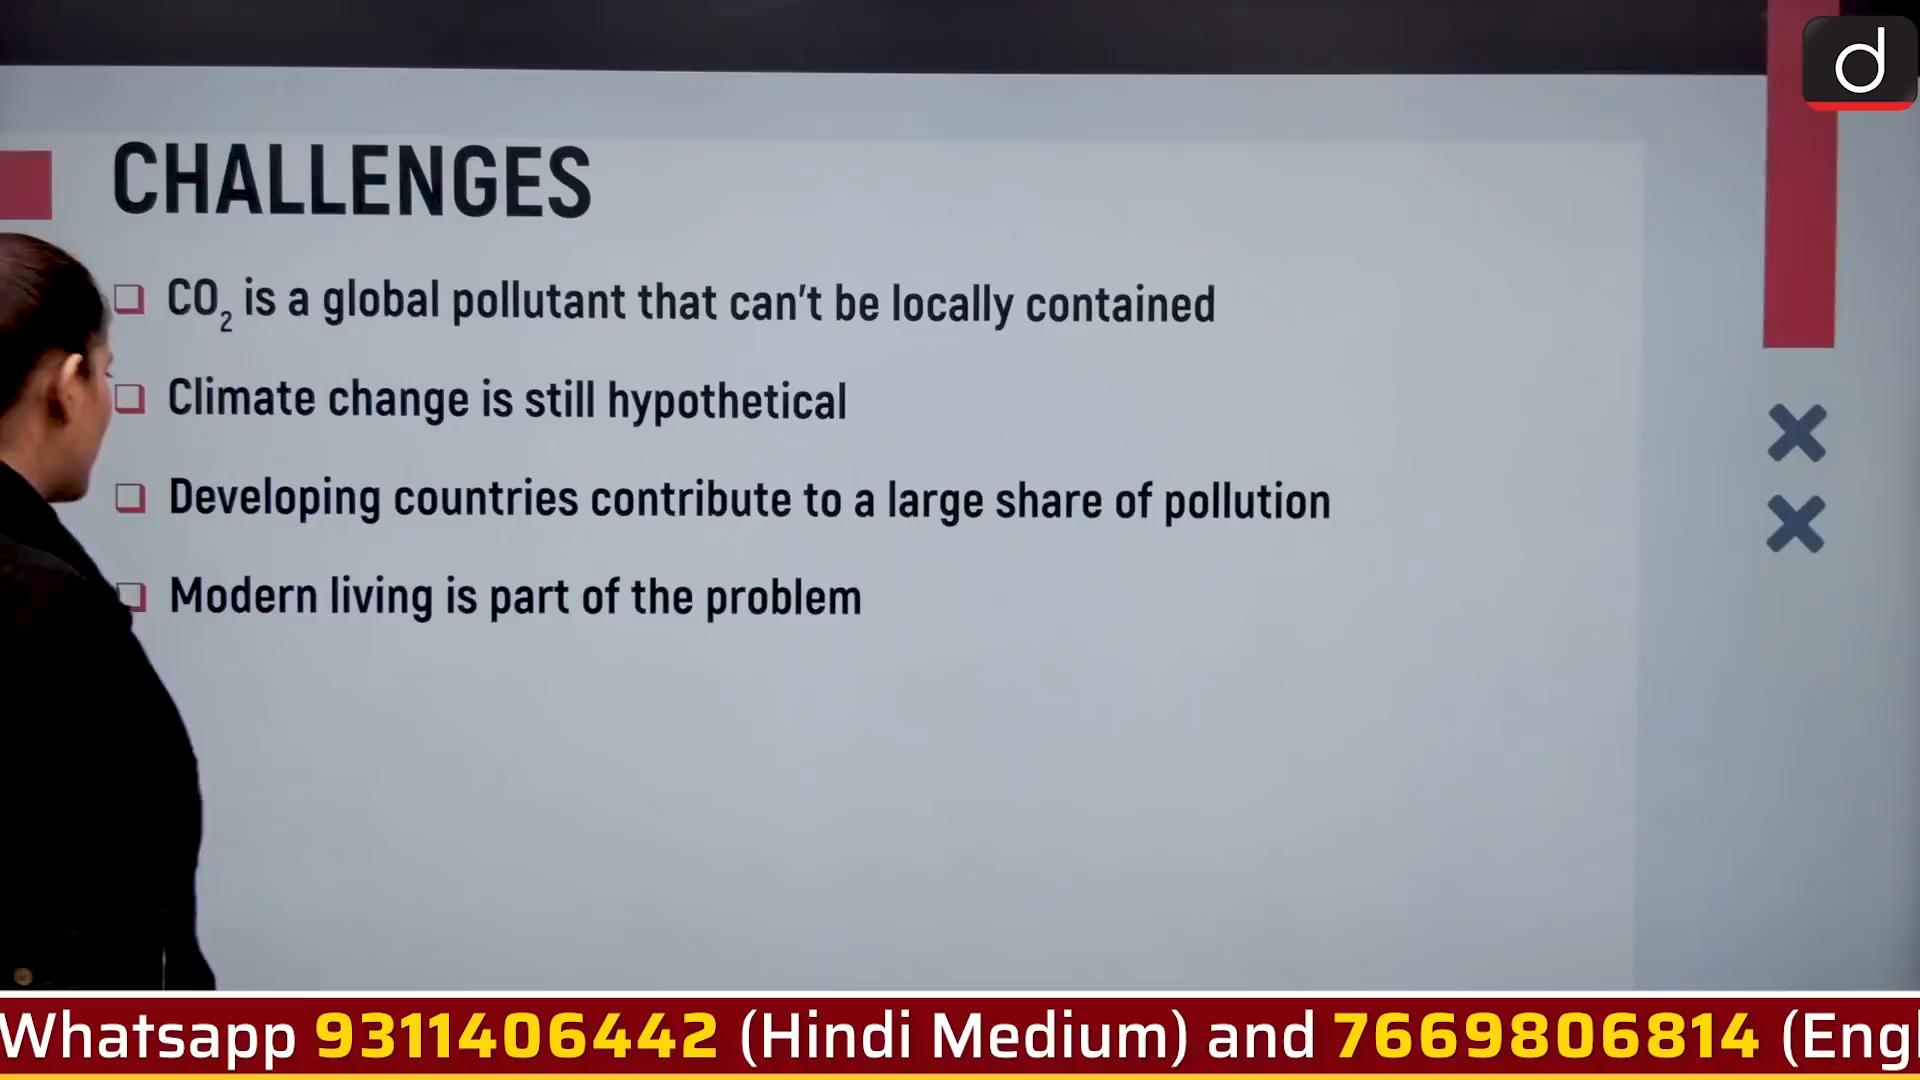 d
CHALLENGES
CO₂ is a global pollutant that can't be locally contained
Climate change is still hypothetical
Developing countries contribute to a large share of pollution
Modern living is part of the problem
Whatsapp 9311406442 (Hindi Medium) and 7669806814 (Engl